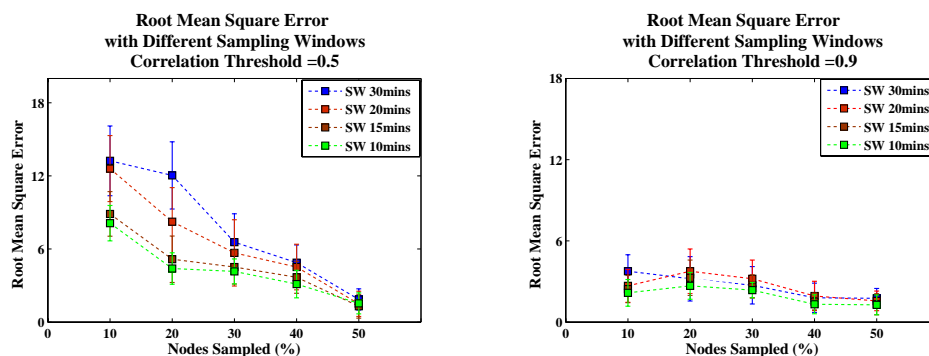 Root Mean Square Error
with Different Sampling Windows
Correlation Threshold =0.5
Root Mean Square Error
18
12
6
0
SW 30mins
SW 20mins
SW 15mins
SW 10mins
0 10 20 30 40 50
Nodes Sampled (%)
Root Mean Square Error
with Different Sampling Windows
Correlation Threshold =0.9
Root Mean Square Error
18
12
6
0
SW 30mins
SW 20mins
SW 15mins
SW 10mins
0 10 20 30 40 50
Nodes Sampled (%)